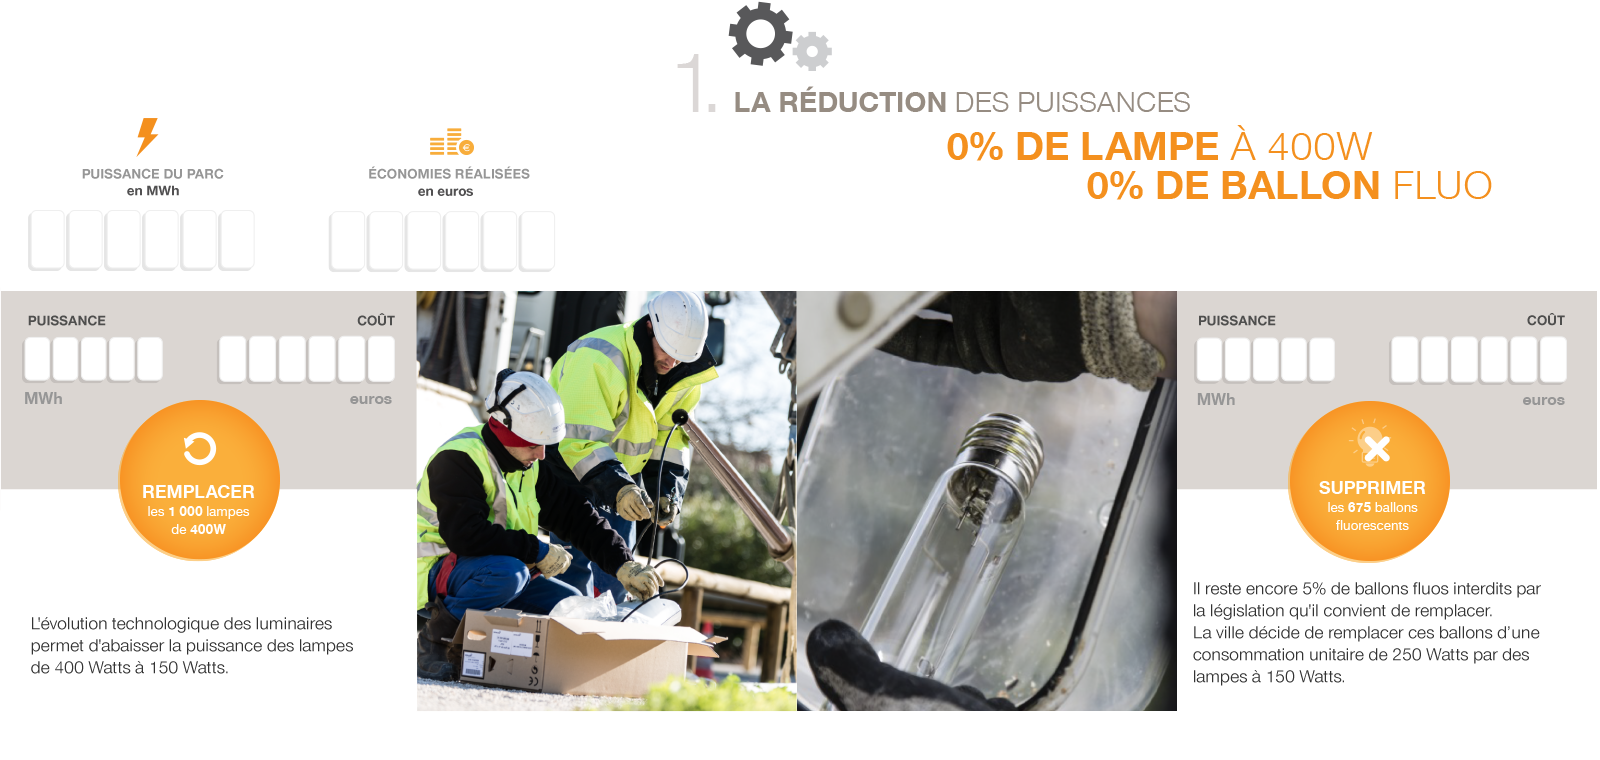 1.
LA RÉDUCTION DES PUISSANCES
0% DE LAMPE À 400W
0% DE BALLON FLUO
PUISSANCE DU PARC
en MWh
ÉCONOMIES RÉALISÉES
en euros
PUISSANCE
COÛT
MWh
euros
REMPLACER
les 1 000 lampes
de 400W
L'évolution technologique des luminaires
permet d'abaisser la puissance des lampes
de 400 Watts à 150 Watts.
PUISSANCE
COÛT
MWh
euros
SUPPRIMER
les 675 ballons
fluorescents
Il reste encore 5% de ballons fluos interdits par
la législation qu'il convient de remplacer.
La ville décide de remplacer ces ballons d'une
consommation unitaire de 250 Watts par des
lampes à 150 Watts.